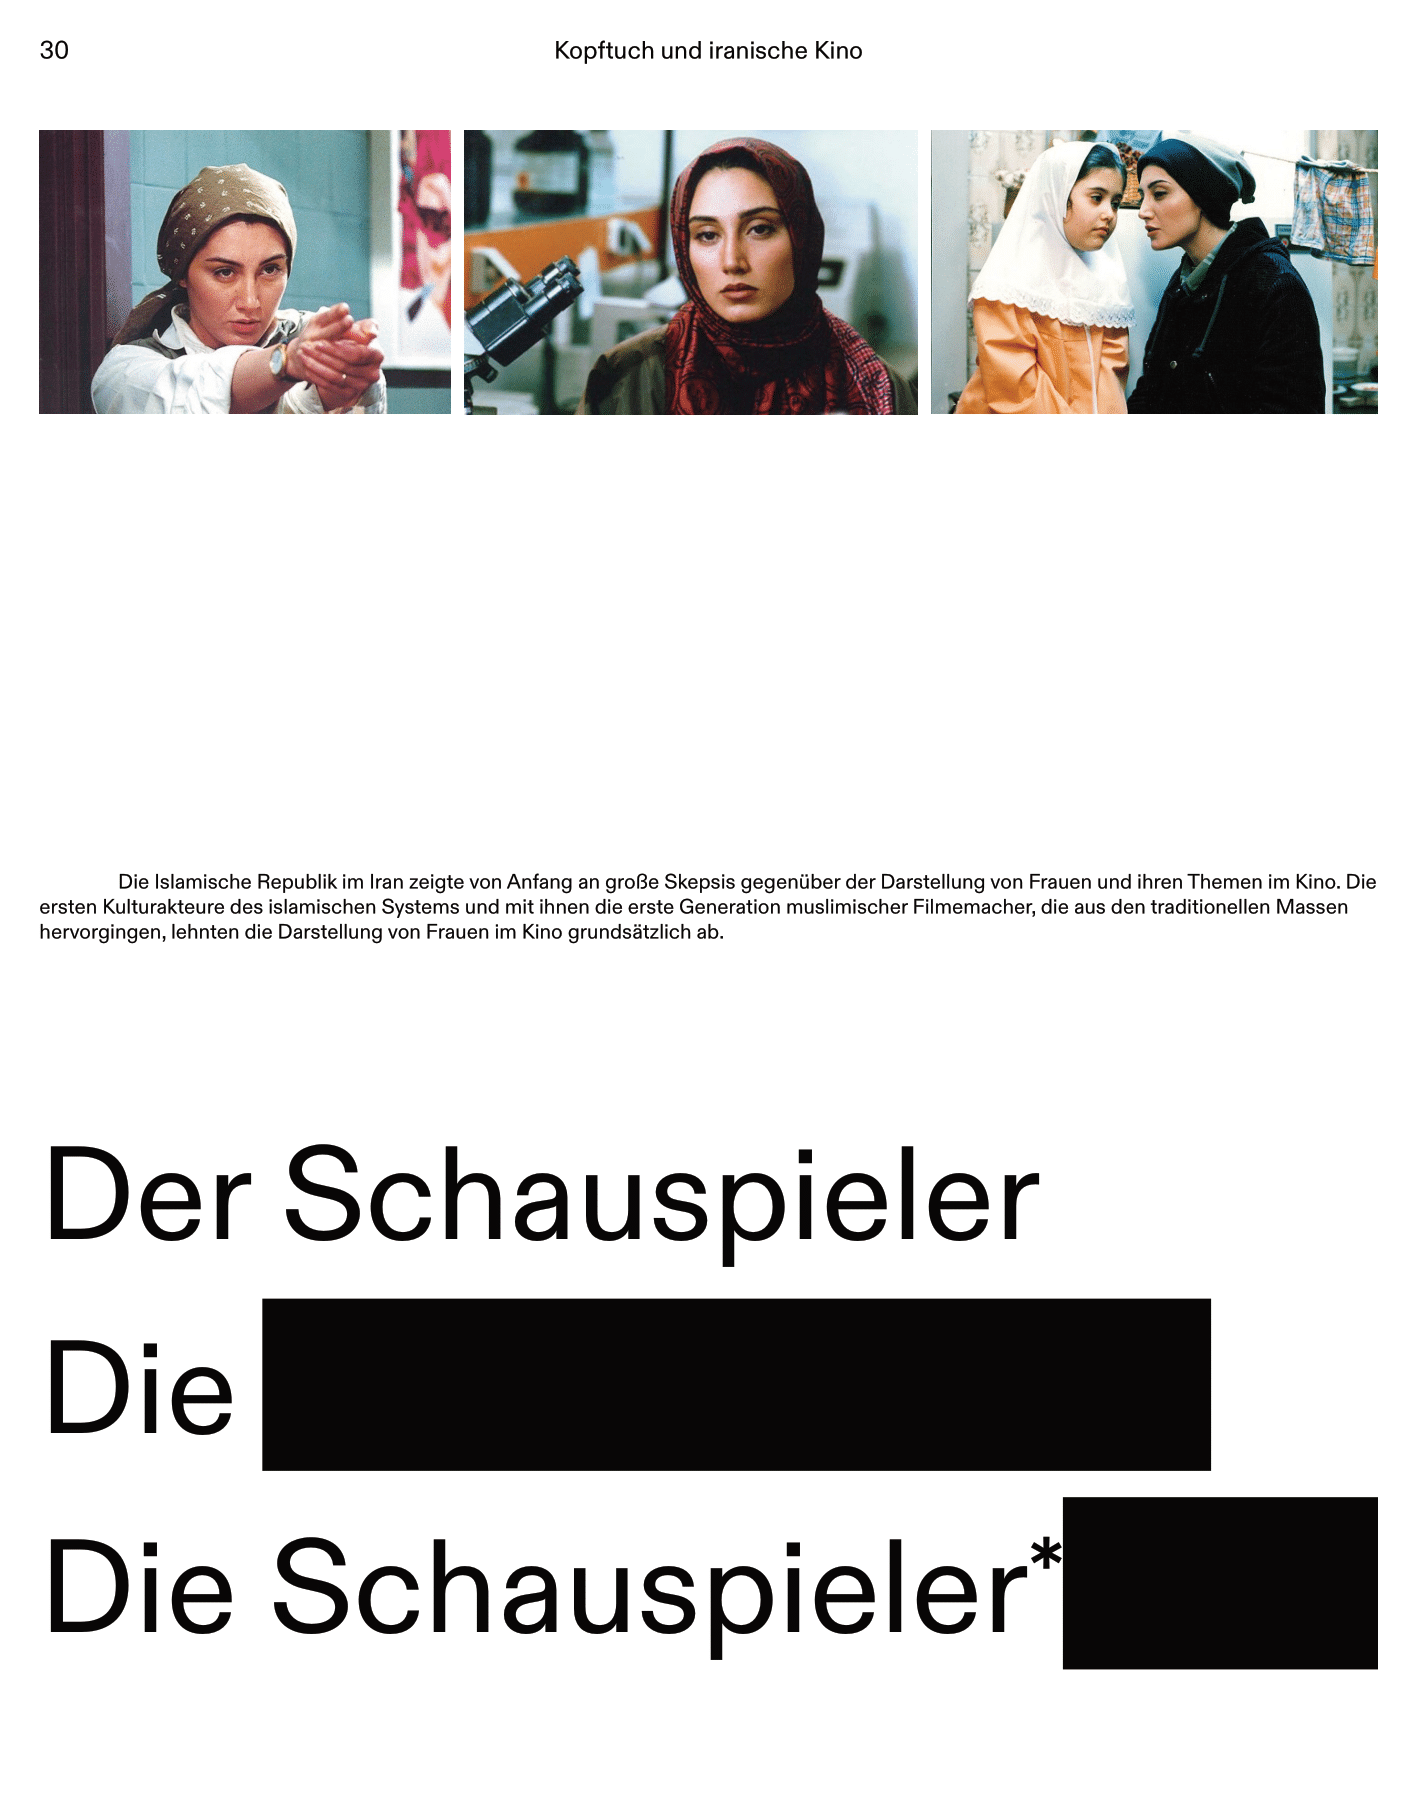 30
Kopftuch und iranische Kino
Die Islamische Republik im Iran zeigte von Anfang an große Skepsis gegenüber der Darstellung von Frauen und ihren Themen im Kino. Die
ersten Kulturakteure des islamischen Systems und mit ihnen die erste Generation muslimischer Filmemacher, die aus den traditionellen Massen
hervorgingen, lehnten die Darstellung von Frauen im Kino grundsätzlich ab.
Der Schauspieler
Die
Die Schauspieler*